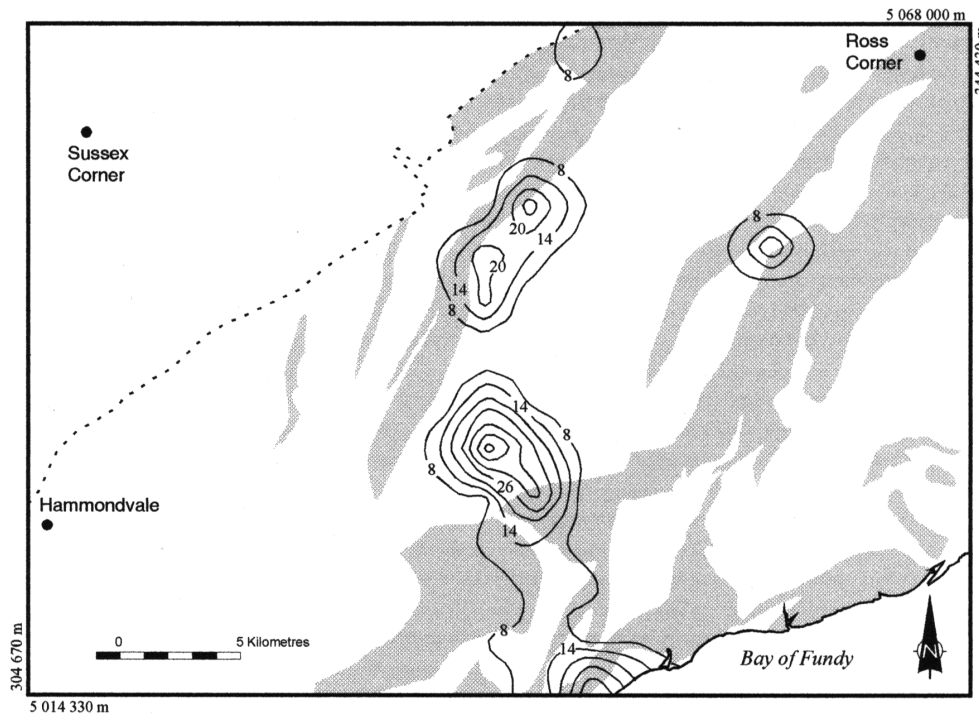 5 068 000 m
Ross
Corner
8
Sussex
Corner
8
8
20
14
20
14
8
14
8
8
26
Hammondvale
14
304 670 m
0 5 Kilometres
8
14
Bay of Fundy
N
5 014 330 m